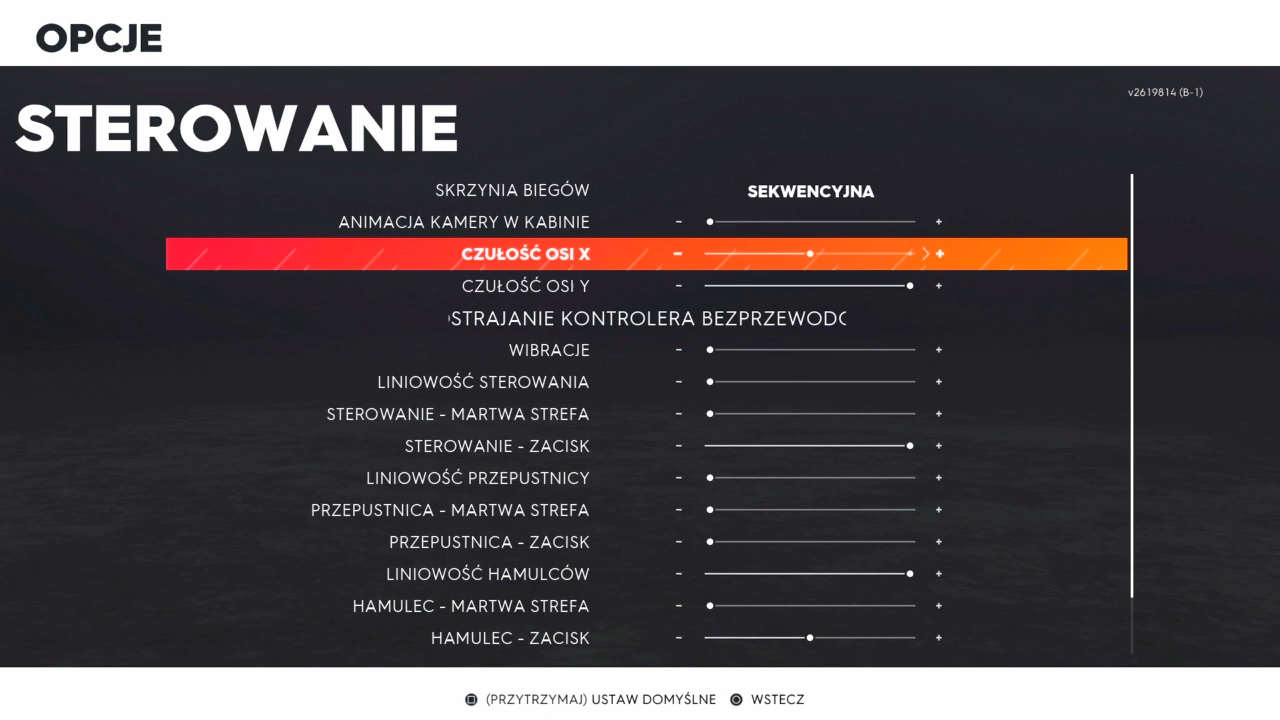 OPCJE
v2619814 (B-1)
STEROWANIE
SKRZYNIA BIEGÓW SEKWENCYJNA
ANIMACJA KAMERY W KABINIE - +
CZUŁOŚĆ OSI X - +
CZUŁOŚĆ OSI Y - +
STRAJANIE KONTROLERA BEZPRZEWOD
WIBRACJE - +
LINIOWOŚĆ STEROWANIA - +
STEROWANIE - MARTWA STREFA - +
STEROWANIE - ZACISK - +
LINIOWOŚĆ PRZEPUSTNICY - +
PRZEPUSTNICA - MARTWA STREFA - +
PRZEPUSTNICA - ZACISK - +
LINIOWOŚĆ HAMULCÓW - +
HAMULEC - MARTWA STREFA - +
HAMULEC - ZACISK - +
(PRZYTRZYMAJ) USTAW DOMYŚLNE WSTECZ